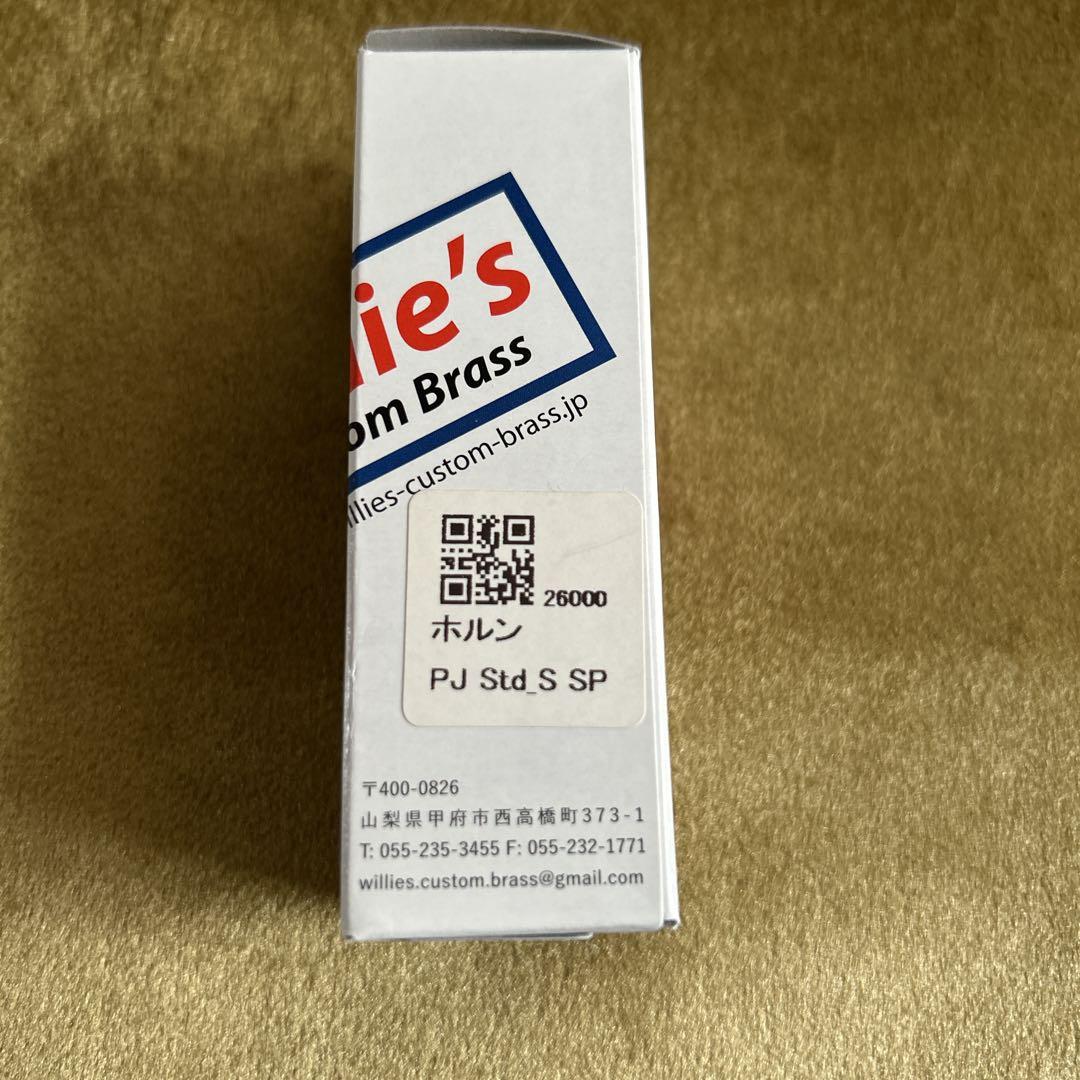 ie's
om Brass
llies-custom-brass.jp
26000
ホルン
PJ Std_S SP
〒400-0826
山梨県甲府市西高橋町373-1
T: 055-235-3455 F: 055-232-1771
willies.custom.brass@gmail.com